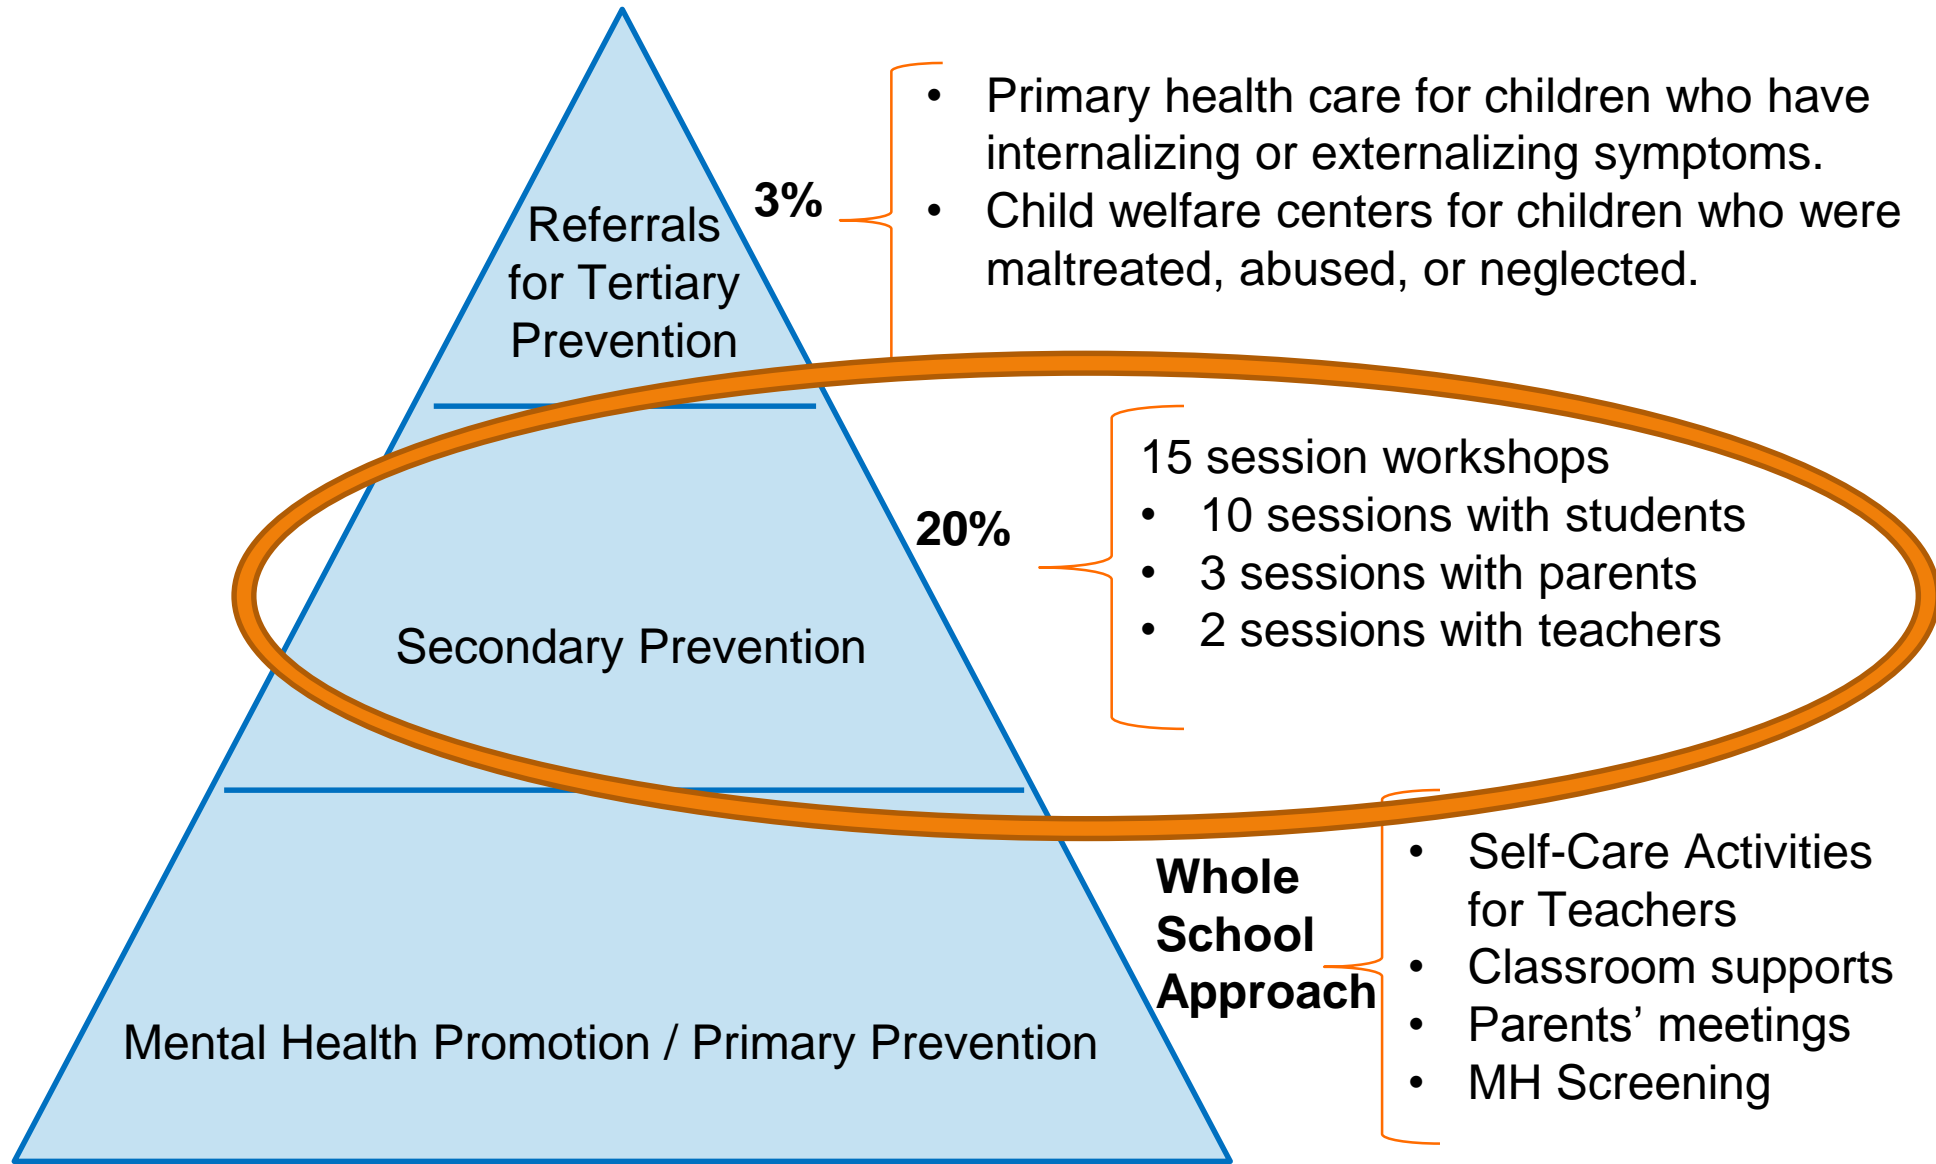 Referrals
for Tertiary
Prevention
3%
• Primary health care for children who have
internalizing or externalizing symptoms.
• Child welfare centers for children who were
maltreated, abused, or neglected.
Secondary Prevention
20%
15 session workshops
• 10 sessions with students
• 3 sessions with parents
• 2 sessions with teachers
Mental Health Promotion / Primary Prevention
Whole
School
Approach
• Self-Care Activities
for Teachers
• Classroom supports
• Parents’ meetings
• MH Screening